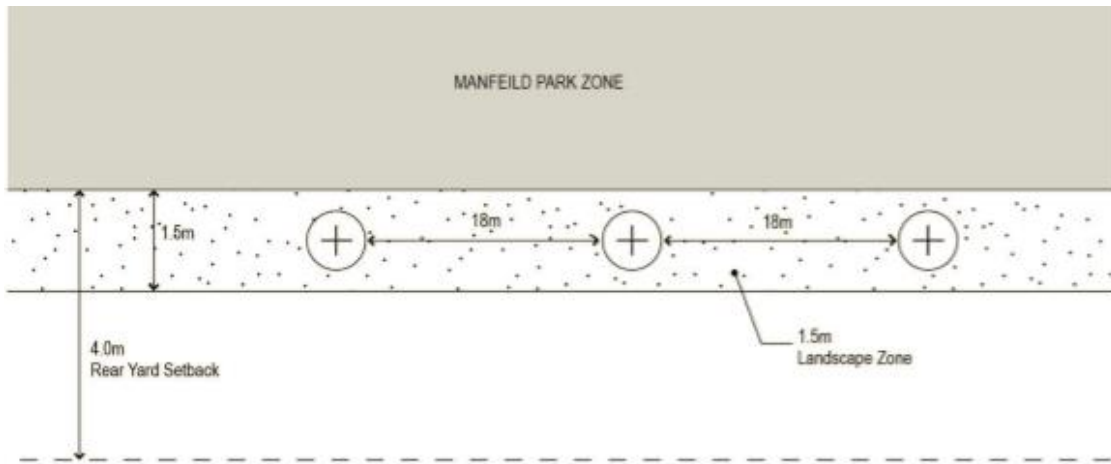 MANFEILD PARK ZONE
1.5m
18m
18m
4.0m
Rear Yard Setback
1.5m
Landscape Zone